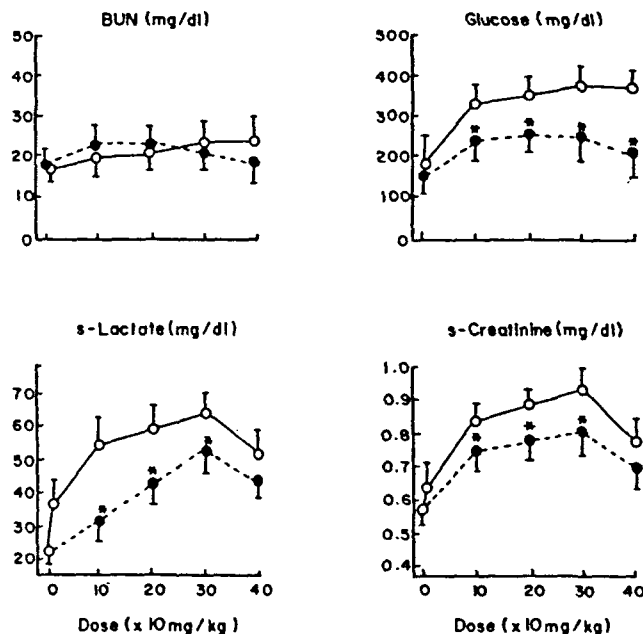 BUN (mg/dl)
50
40
30
20
10
0
*
Glucose (mg/dl)
500
400
300
200
100
0
* * * *
s-Lactate (mg/dl)
70
60
50
40
30
20
* * *
0 10 20 30 40
Dose (x 10 mg/kg)
s-Creatinine (mg/dl)
1.0
0.9
0.8
0.7
0.6
0.5
0.4
* * *
0 10 20 30 40
Dose (x 10 mg/kg)